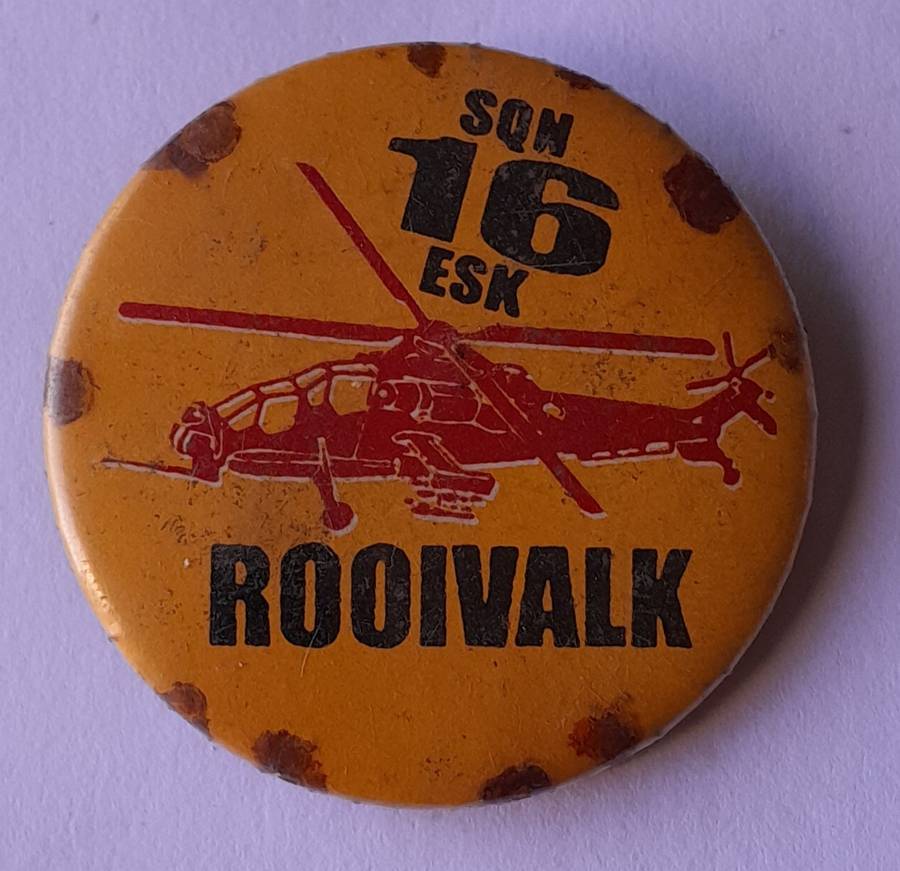 SQN
16
ESK
ROOIVALK